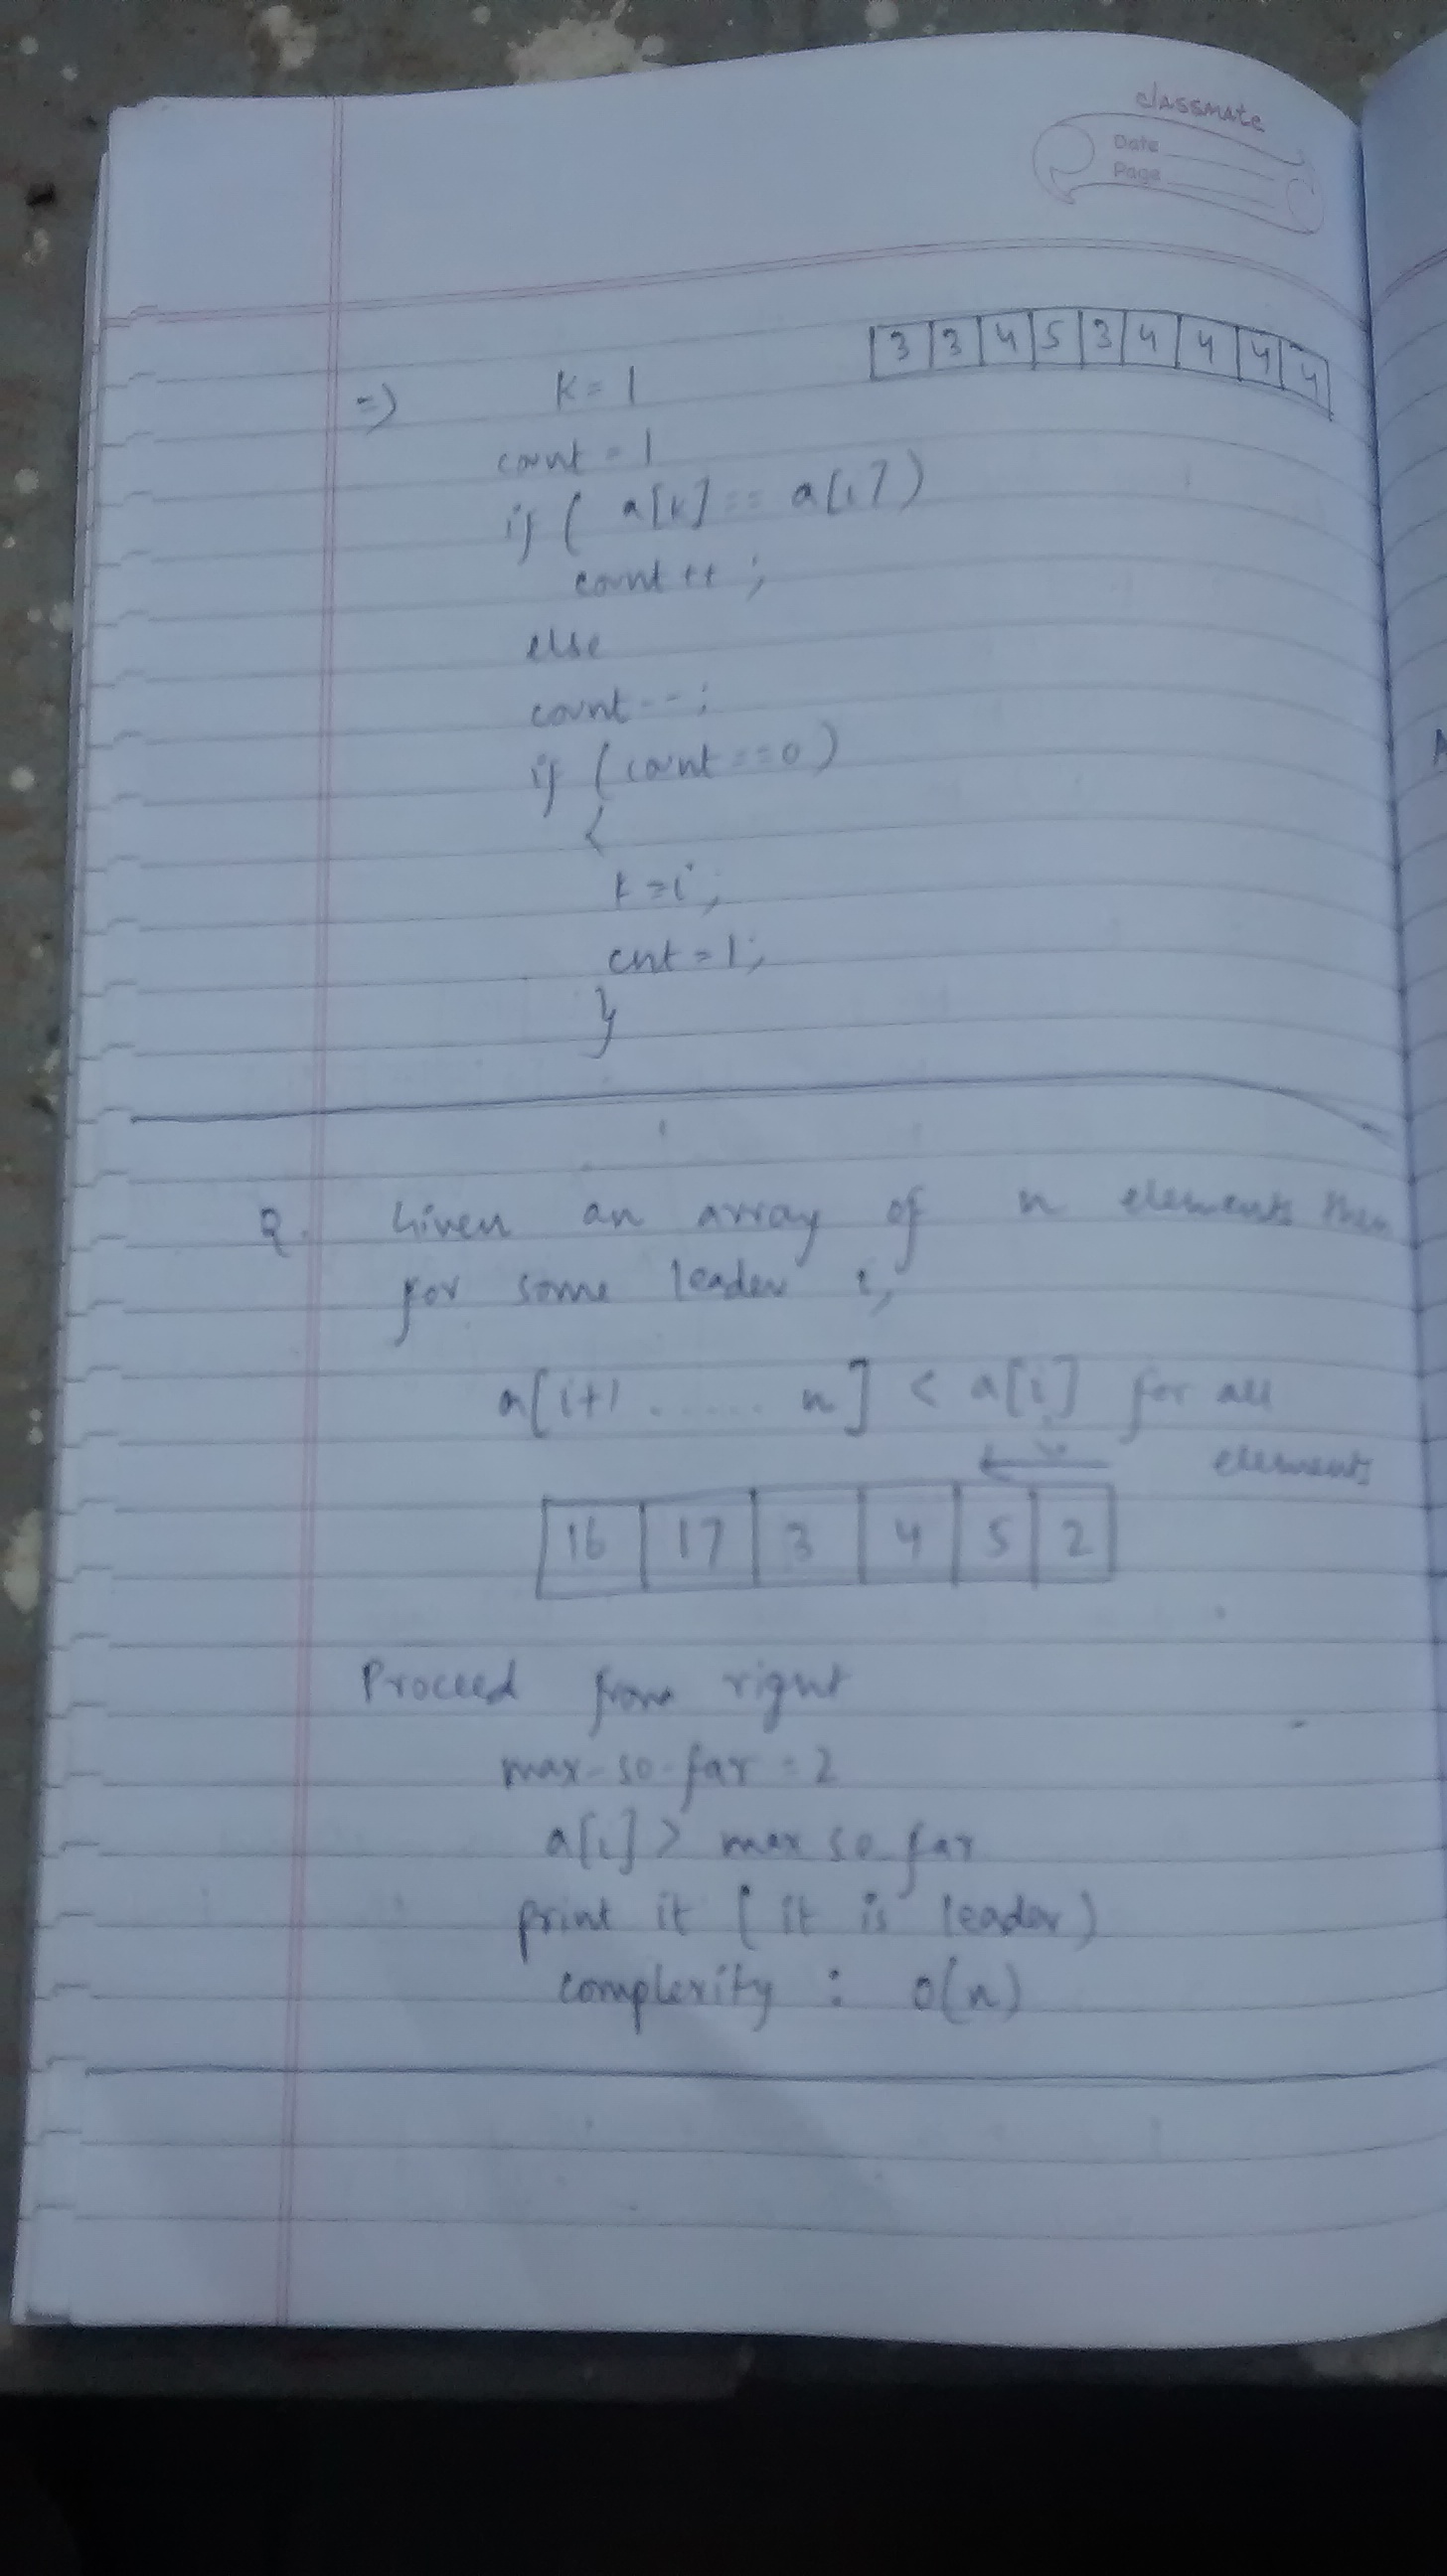 classmate
Date
Page
3 3 4 5 3 4 4 4 4
=> k = 1
count = 1
if ( a[k] == a[i] )
count ++ ;
else
count -- ;
if (count == 0 )
{
k = i ;
cnt = 1 ;
}
Q. Given an array of n elements then
for some leader i,
a[i+1 ....... n] < a[i] for all
elements
16 17 3 4 5 2
Proceed from right
max-so-far = 2
a[i] > max so far
print it [ it is leader )
complexity : O(n)